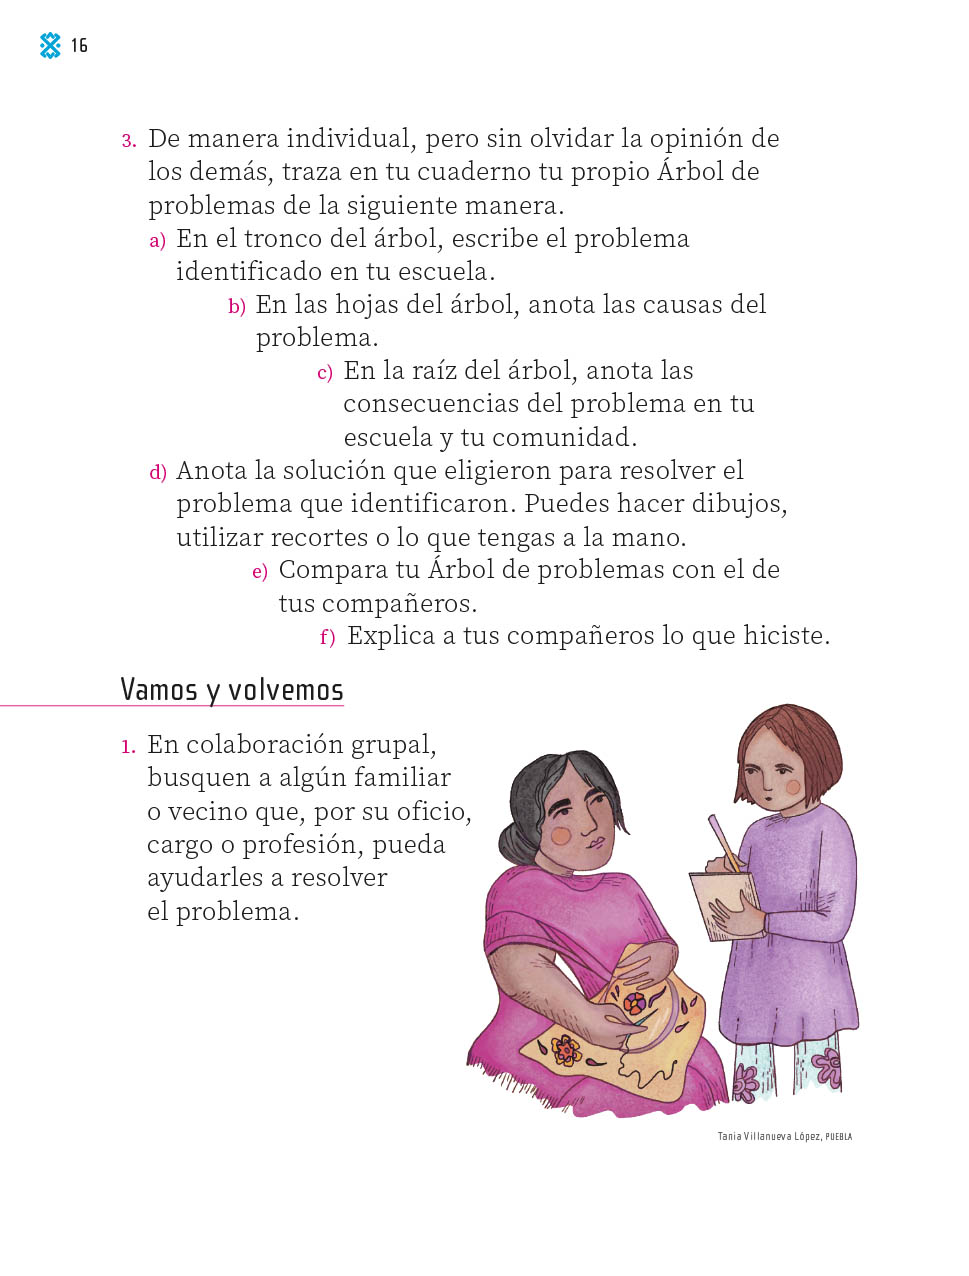 16
3. De manera individual, pero sin olvidar la opinión de
los demás, traza en tu cuaderno tu propio Árbol de
problemas de la siguiente manera.
a) En el tronco del árbol, escribe el problema
identificado en tu escuela.
b) En las hojas del árbol, anota las causas del
problema.
c) En la raíz del árbol, anota las
consecuencias del problema en tu
escuela y tu comunidad.
d) Anota la solución que eligieron para resolver el
problema que identificaron. Puedes hacer dibujos,
utilizar recortes o lo que tengas a la mano.
e) Compara tu Árbol de problemas con el de
tus compañeros.
f) Explica a tus compañeros lo que hiciste.
Vamos y volvemos
1. En colaboración grupal,
busquen a algún familiar
o vecino que, por su oficio,
cargo o profesión, pueda
ayudarles a resolver
el problema.
Tania Villanueva López, PUEBLA